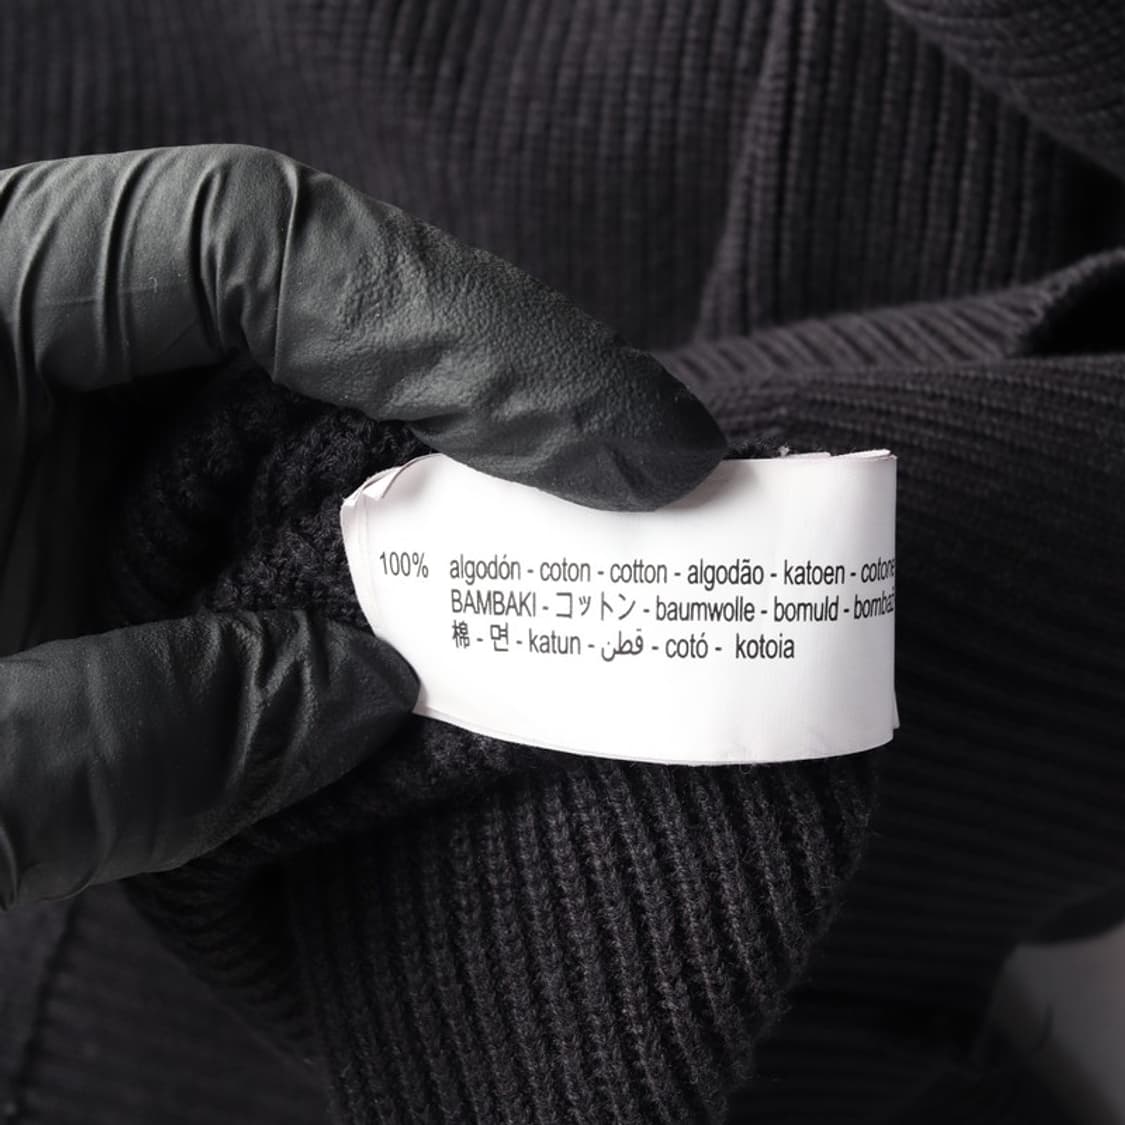 100% algodón - coton - cotton - algodão - katoen - cotone
BAMBAKI - コットン - baumwolle - bomuld -
棉 - 면 - katun - قطن - cotó - kotoia